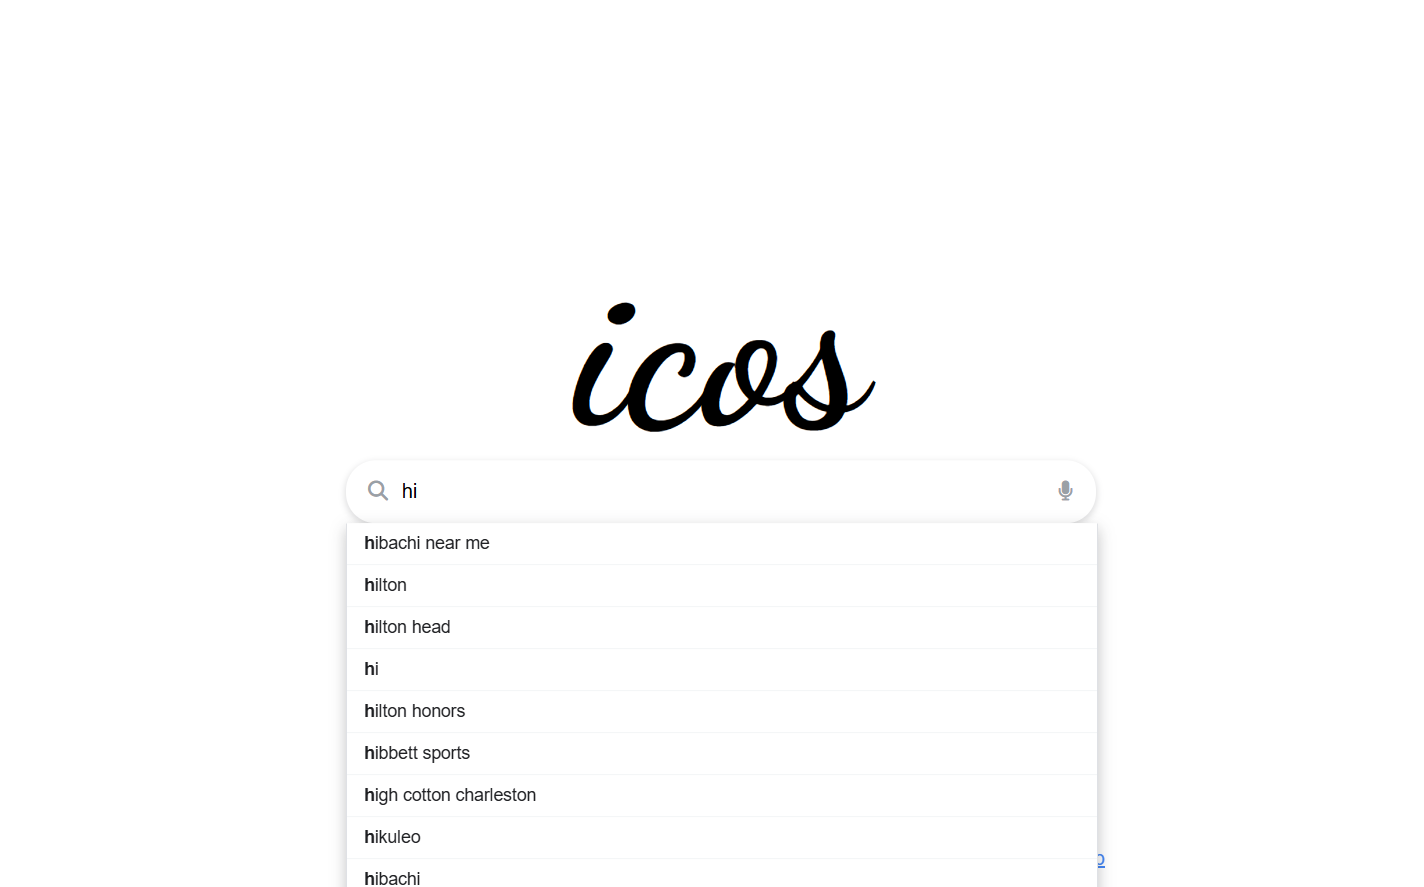 icos
hi
hibachi near me
hilton
hilton head
hi
hilton honors
hibbett sports
high cotton charleston
hikuleo
hibachi